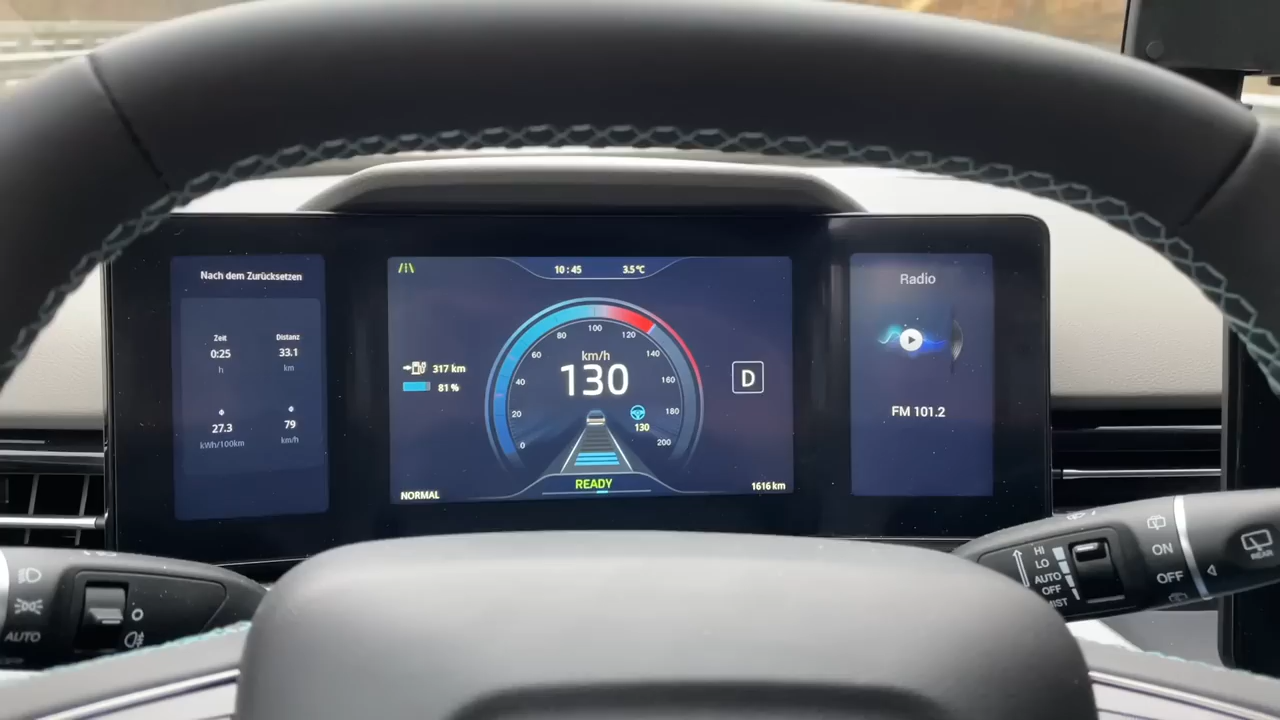 Nach dem Zurücksetzen
Zeit
0:25
h
Distanz
33.1
km
27.3
kWh/100km
79
km/h
10:45
3.5℃
317 km
81 %
0
20
40
60
80
100
120
140
160
180
200
km/h
130
130
D
READY
NORMAL
1616 km
Radio
FM 101.2
AUTO
HI
LO
AUTO
OFF
MIST
ON
OFF
REAR